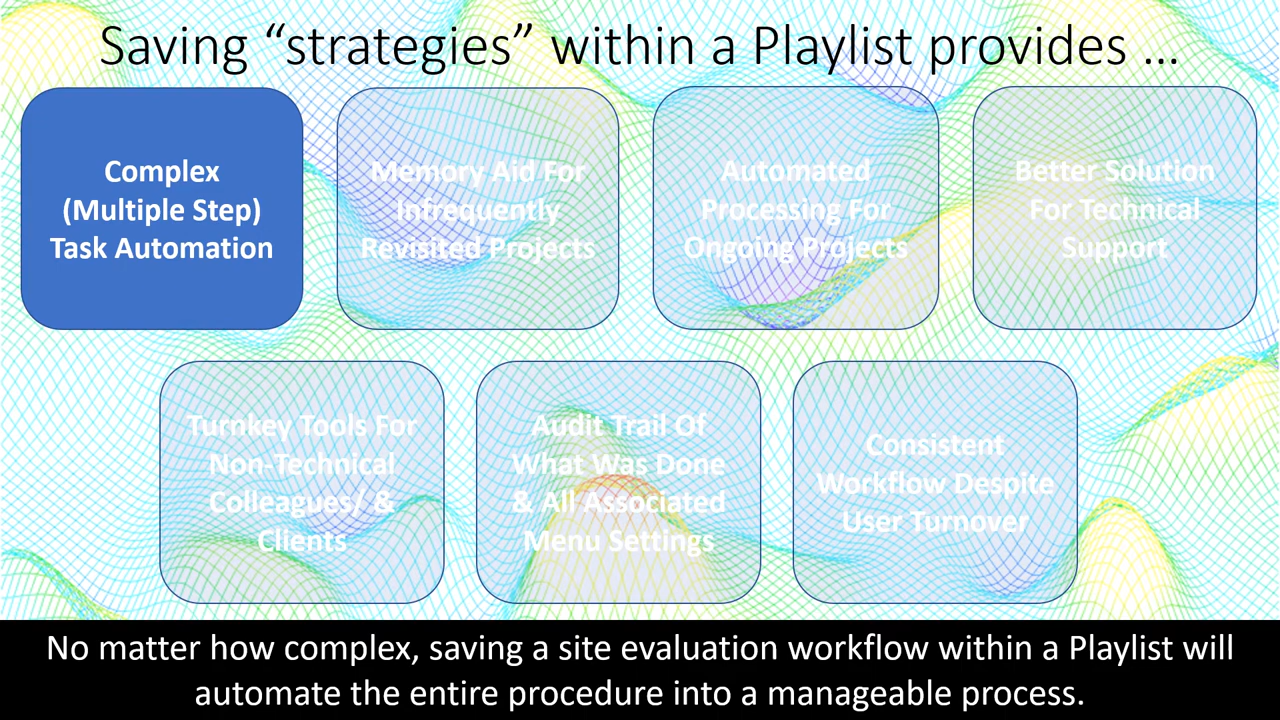 Saving “strategies” within a Playlist provides ...
Complex
(Multiple Step)
Task Automation
Memory Aid For
Infrequently
Revisited Projects
Automated
Processing For
Ongoing Projects
Better Solution
For Technical
Support
Turnkey Tools For
Non-Technical
Colleagues/ &
Clients
Audit Trail Of
What Was Done
& All Associated
Menu Settings
Consistent
Workflow Despite
User Turnover
No matter how complex, saving a site evaluation workflow within a Playlist will
automate the entire procedure into a manageable process.